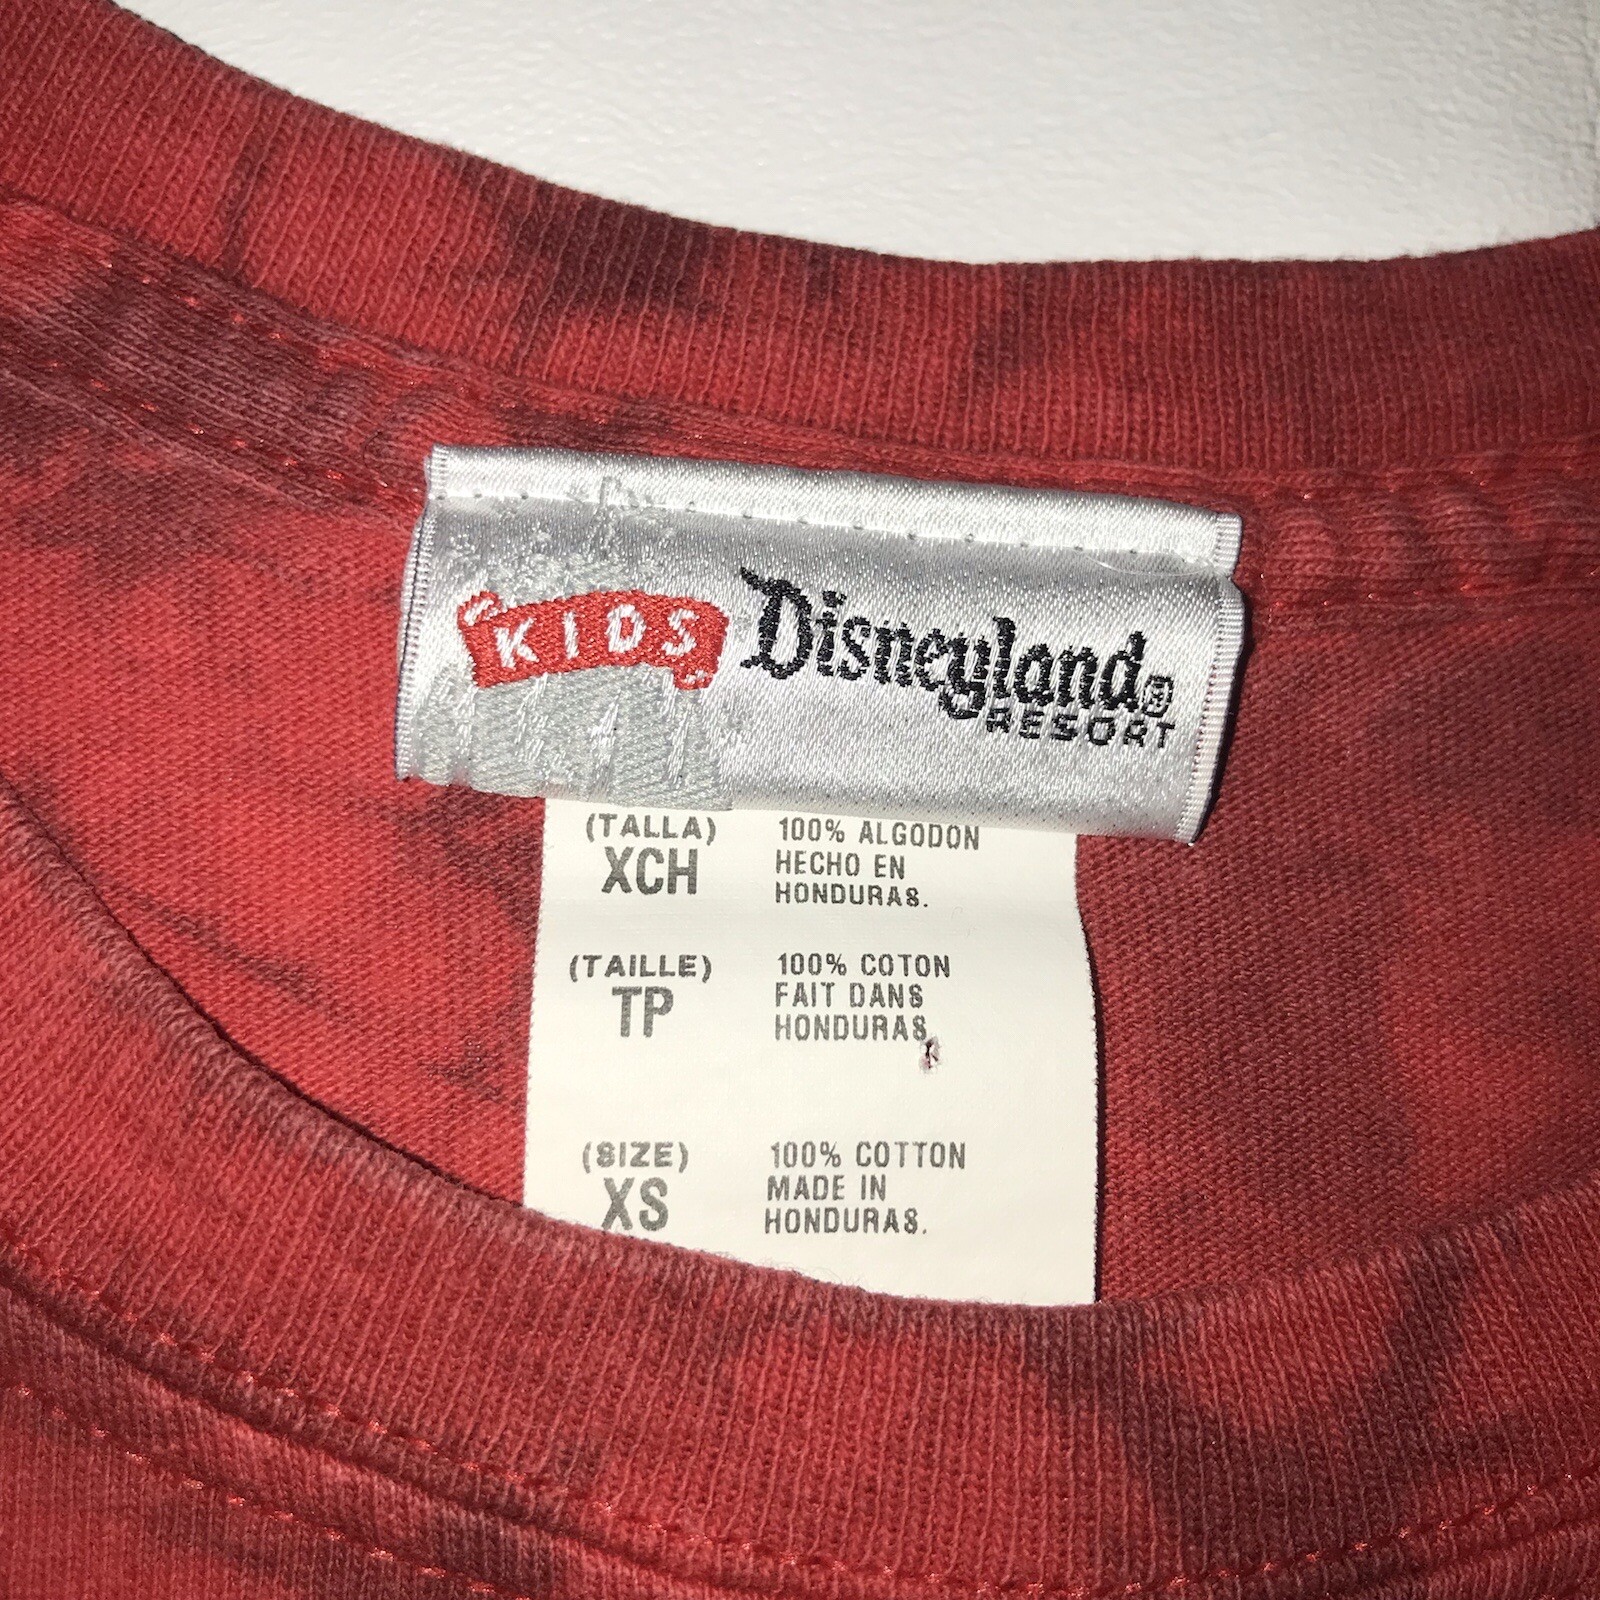 KIDS Disneyland®
RESORT
(TALLA)
XCH
100% ALGODON
HECHO EN
HONDURAS.
(TAILLE)
TP
100% COTON
FAIT DANS
HONDURAS.
(SIZE)
XS
100% COTTON
MADE IN
HONDURAS.